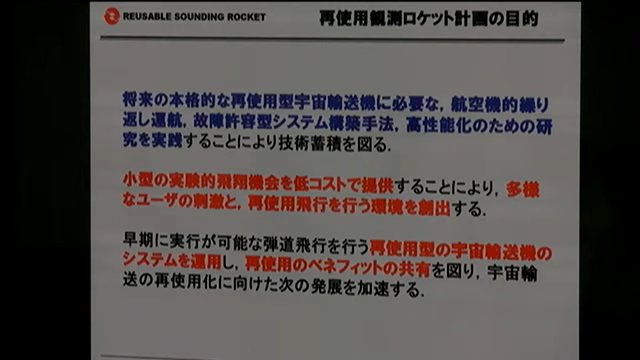 REUSABLE SOUNDING ROCKET
再使用観測ロケット計画の目的
将来の本格的な再使用型宇宙輸送機に必要な，航空機的繰り
返し運航，故障許容型システム構築手法，高性能化のための研
究を実践することにより技術蓄積を図る．
小型の実験的飛翔機会を低コストで提供することにより，多様
なユーザの刺激と，再使用飛行を行う環境を創出する．
早期に実行が可能な弾道飛行を行う再使用型の宇宙輸送機の
システムを運用し，再使用のベネフィットの共有を図り，宇宙輸
送の再使用化に向けた次の発展を加速する．